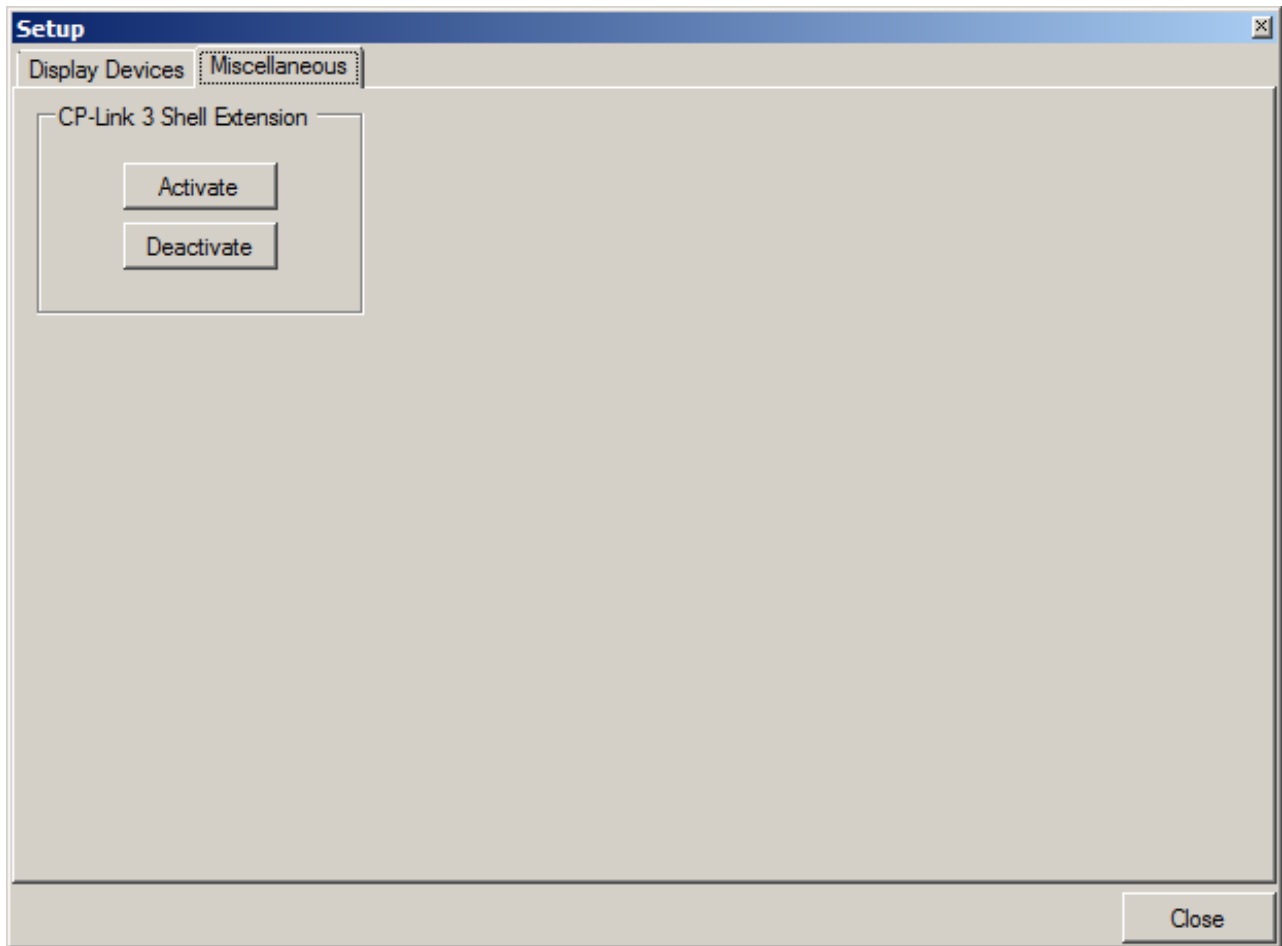 Setup
Display Devices Miscellaneous
CP-Link 3 Shell Extension
Activate
Deactivate
Close